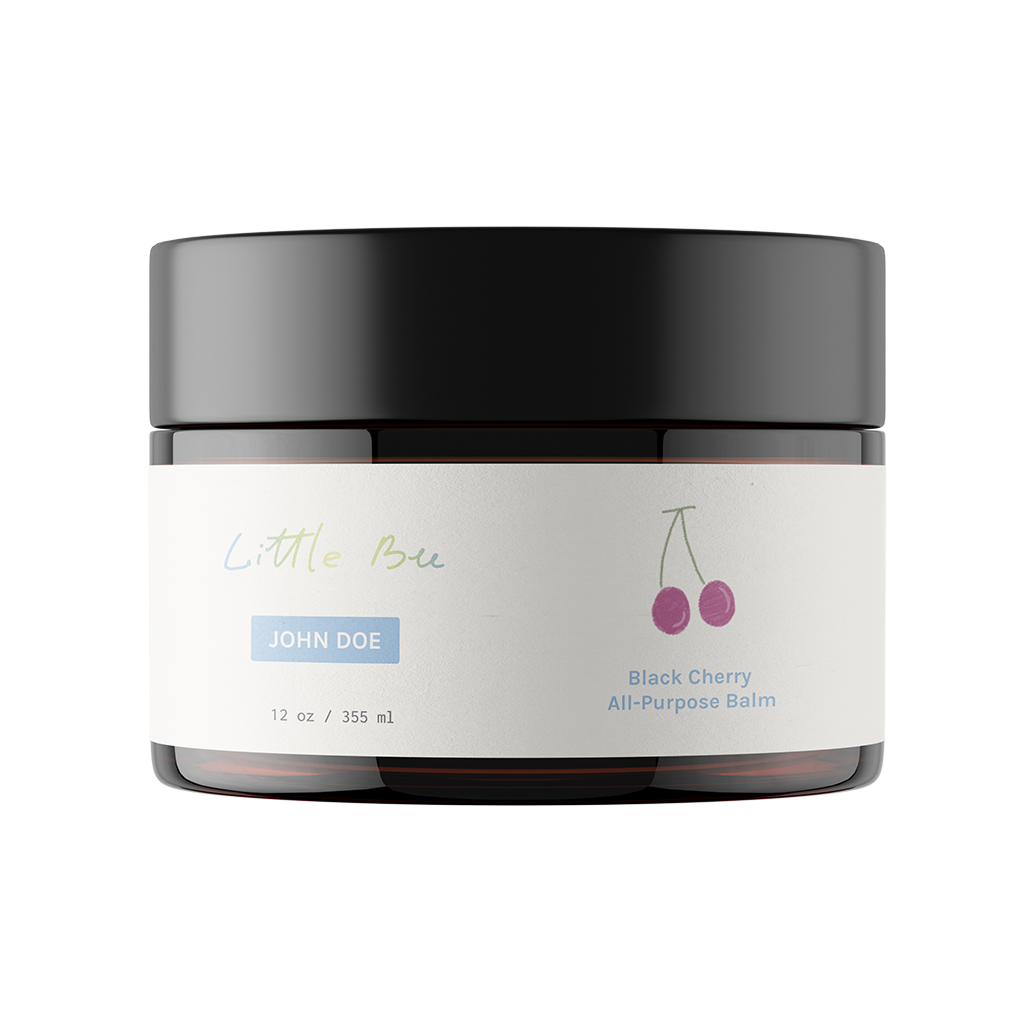 Little Bee
JOHN DOE
12 oz / 355 ml
Black Cherry
All-Purpose Balm